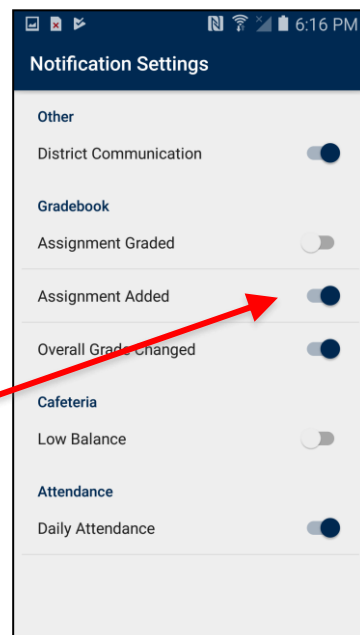 6:16 PM
Notification Settings
Other
District Communication
Gradebook
Assignment Graded
Assignment Added
Overall Grade Changed
Cafeteria
Low Balance
Attendance
Daily Attendance